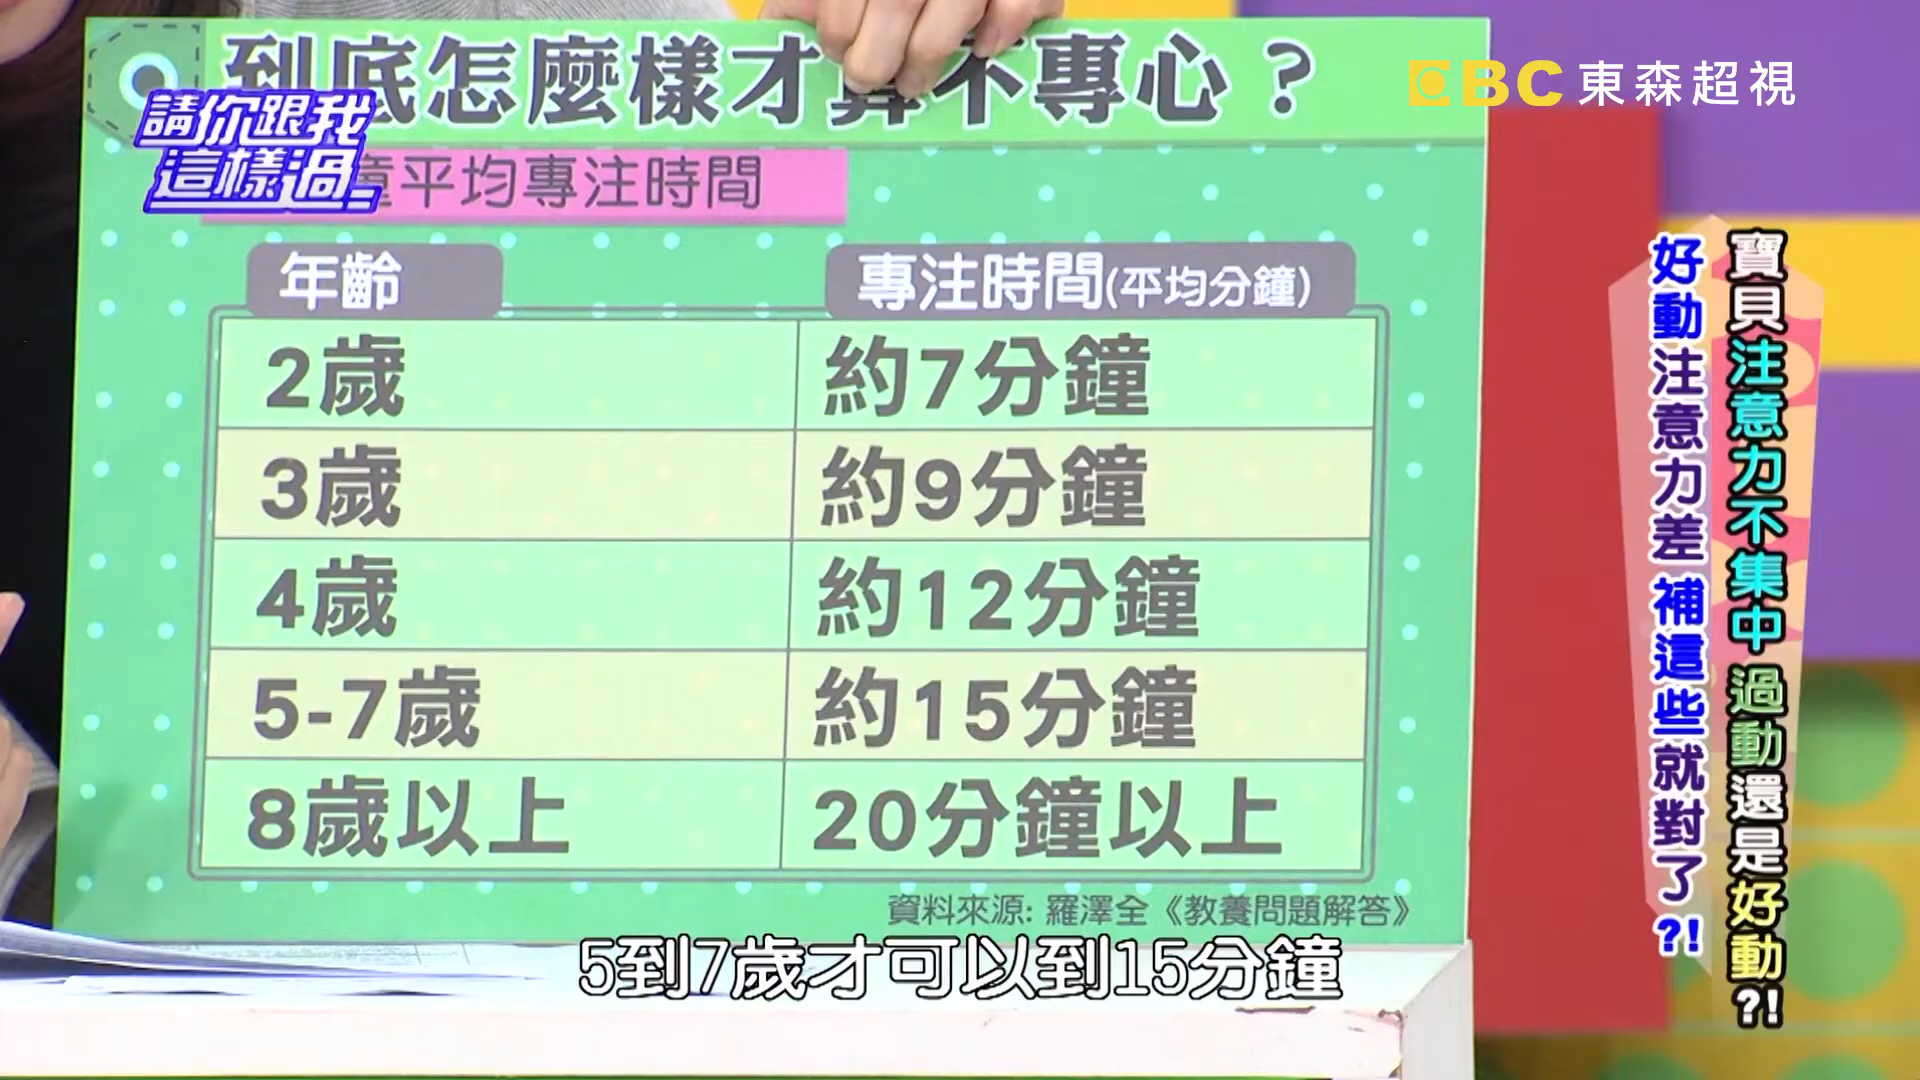 到底怎麼樣才算不專心？
EBC 東森超視
請你跟我
這樣過
童平均專注時間
年齡 專注時間(平均分鐘)
2歲 約7分鐘
3歲 約9分鐘
4歲 約12分鐘
5-7歲 約15分鐘
8歲以上 20分鐘以上
資料來源: 羅澤全《教養問題解答》
寶貝注意力不集中 過動還是好動?!
好動注意力差 補這些就對了?!
5到7歲才可以到15分鐘